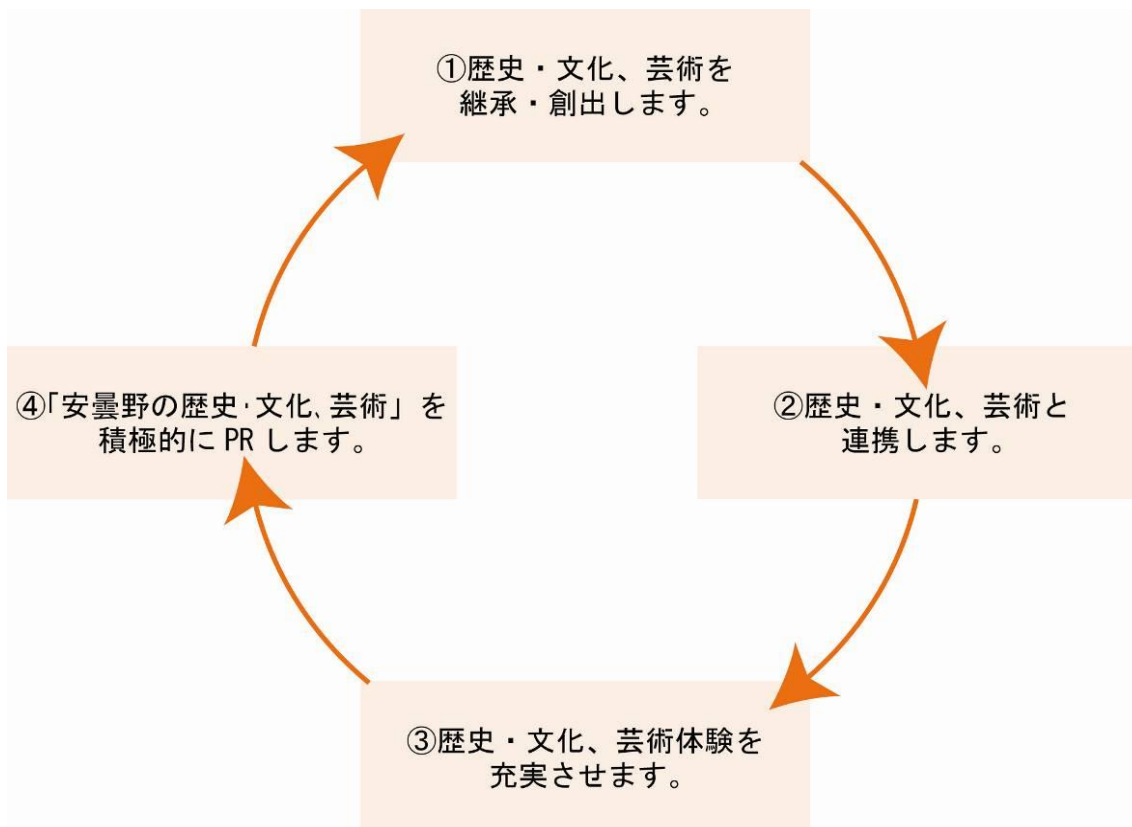 ①歴史・文化、芸術を
継承・創出します。
②歴史・文化、芸術と
連携します。
③歴史・文化、芸術体験を
充実させます。
④「安曇野の歴史・文化、芸術」を
積極的に PR します。